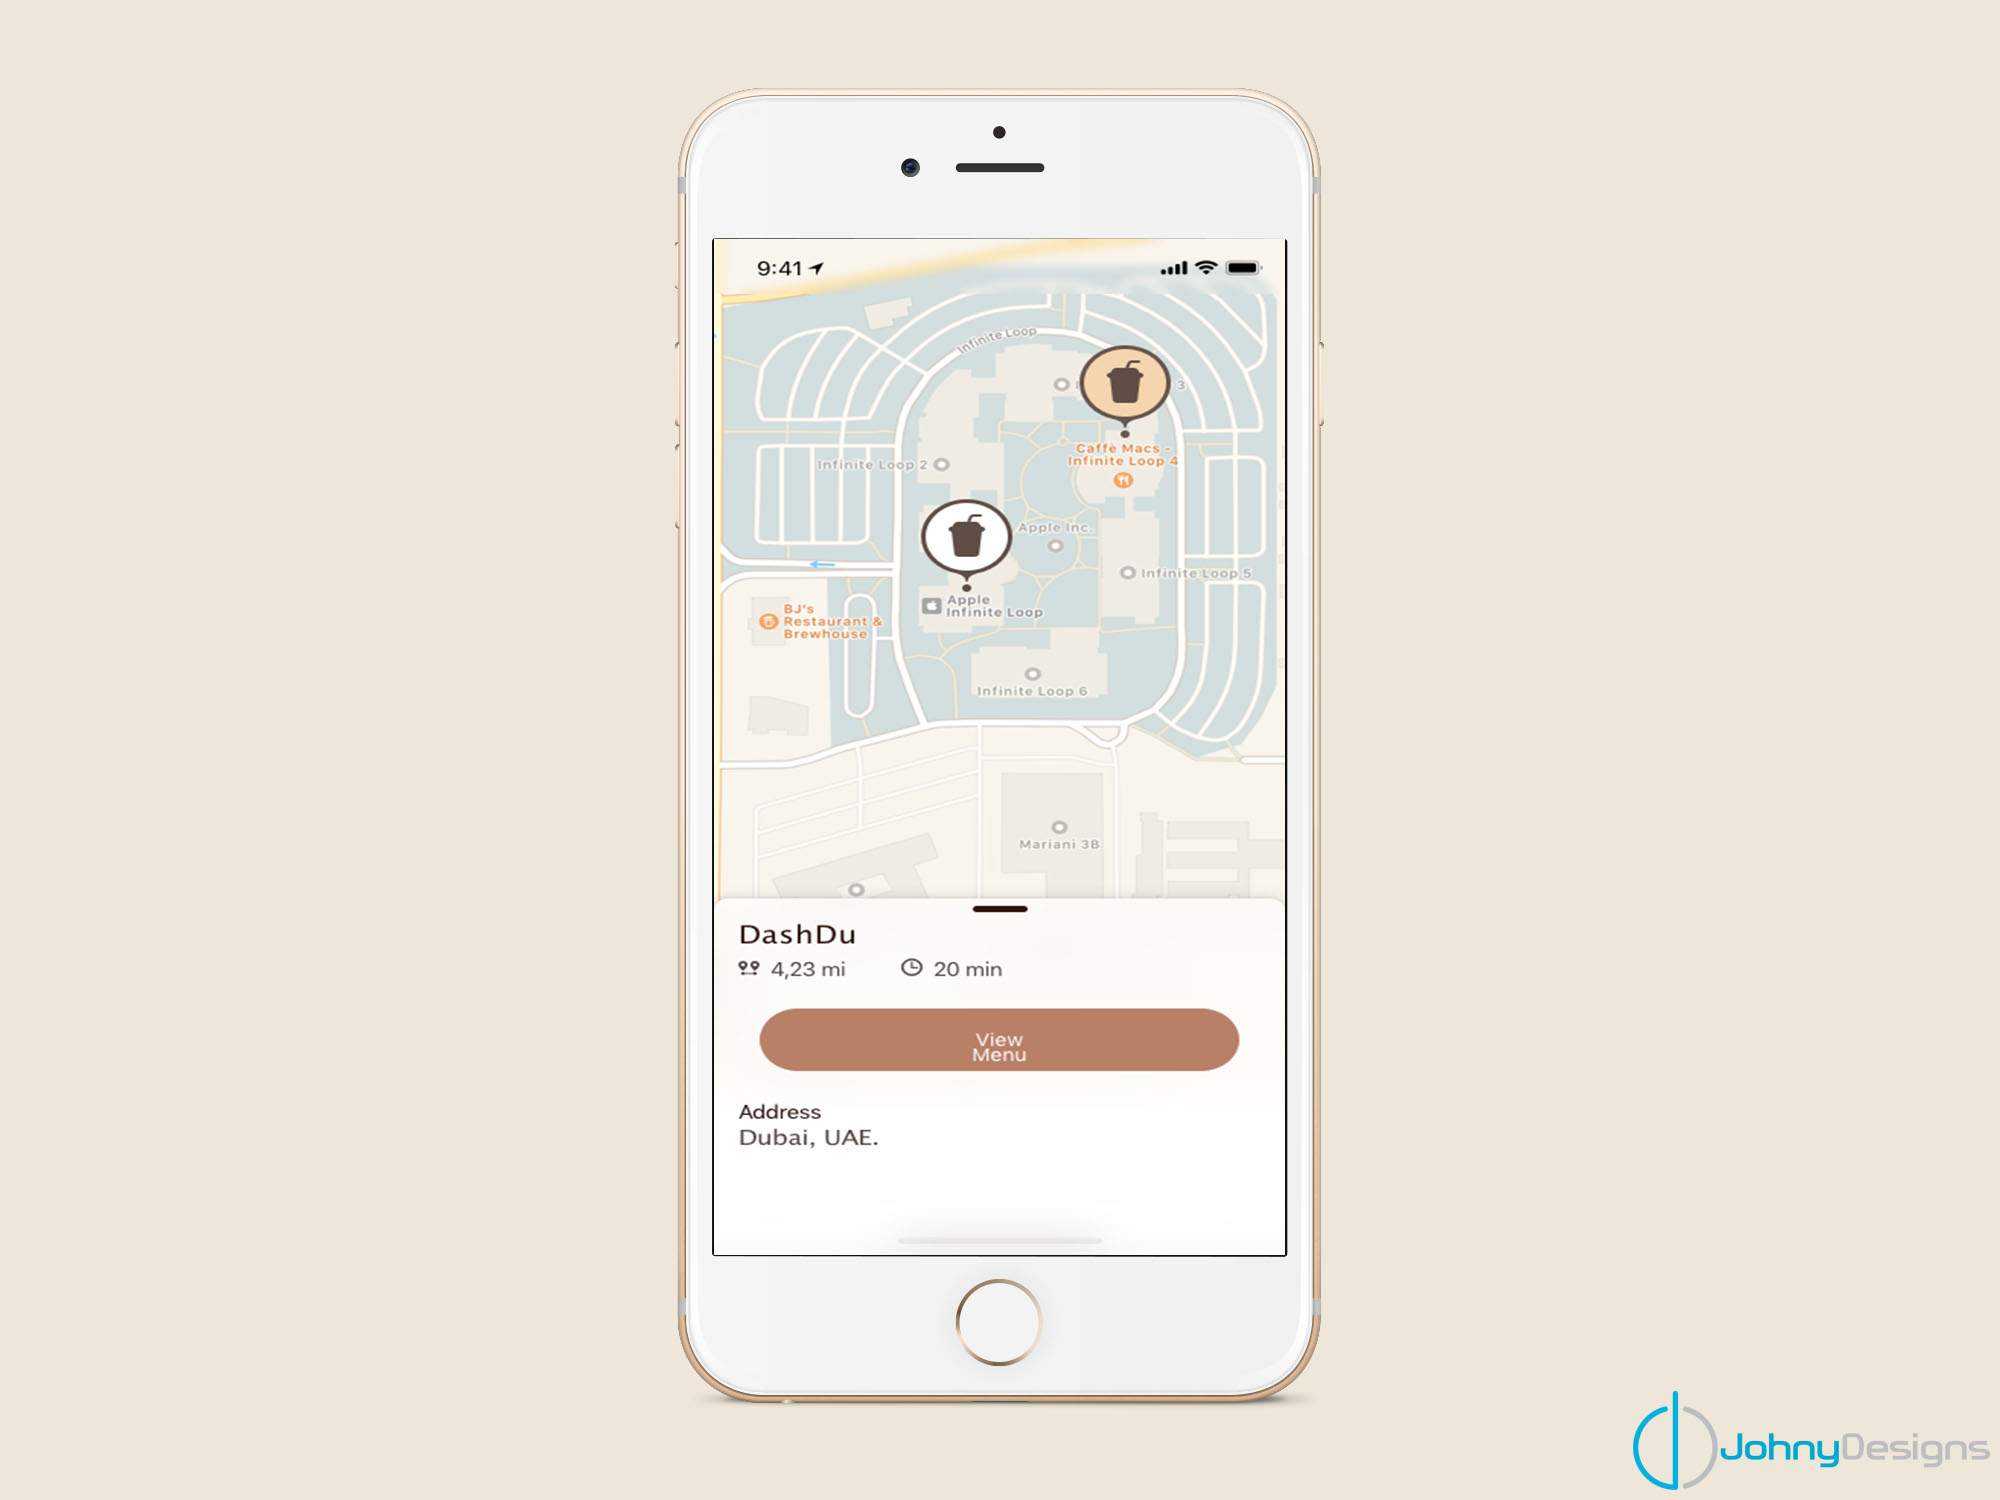 9:41
Infinite Loop
3
Caffè Macs -
Infinite Loop 4
Infinite Loop 2
Apple Inc.
Infinite Loop 5
Apple
Infinite Loop
BJ's
Restaurant &
Brewhouse
Infinite Loop 6
Mariani 3B
DashDu
4,23 mi
20 min
View
Menu
Address
Dubai, UAE.
JohnyDesigns